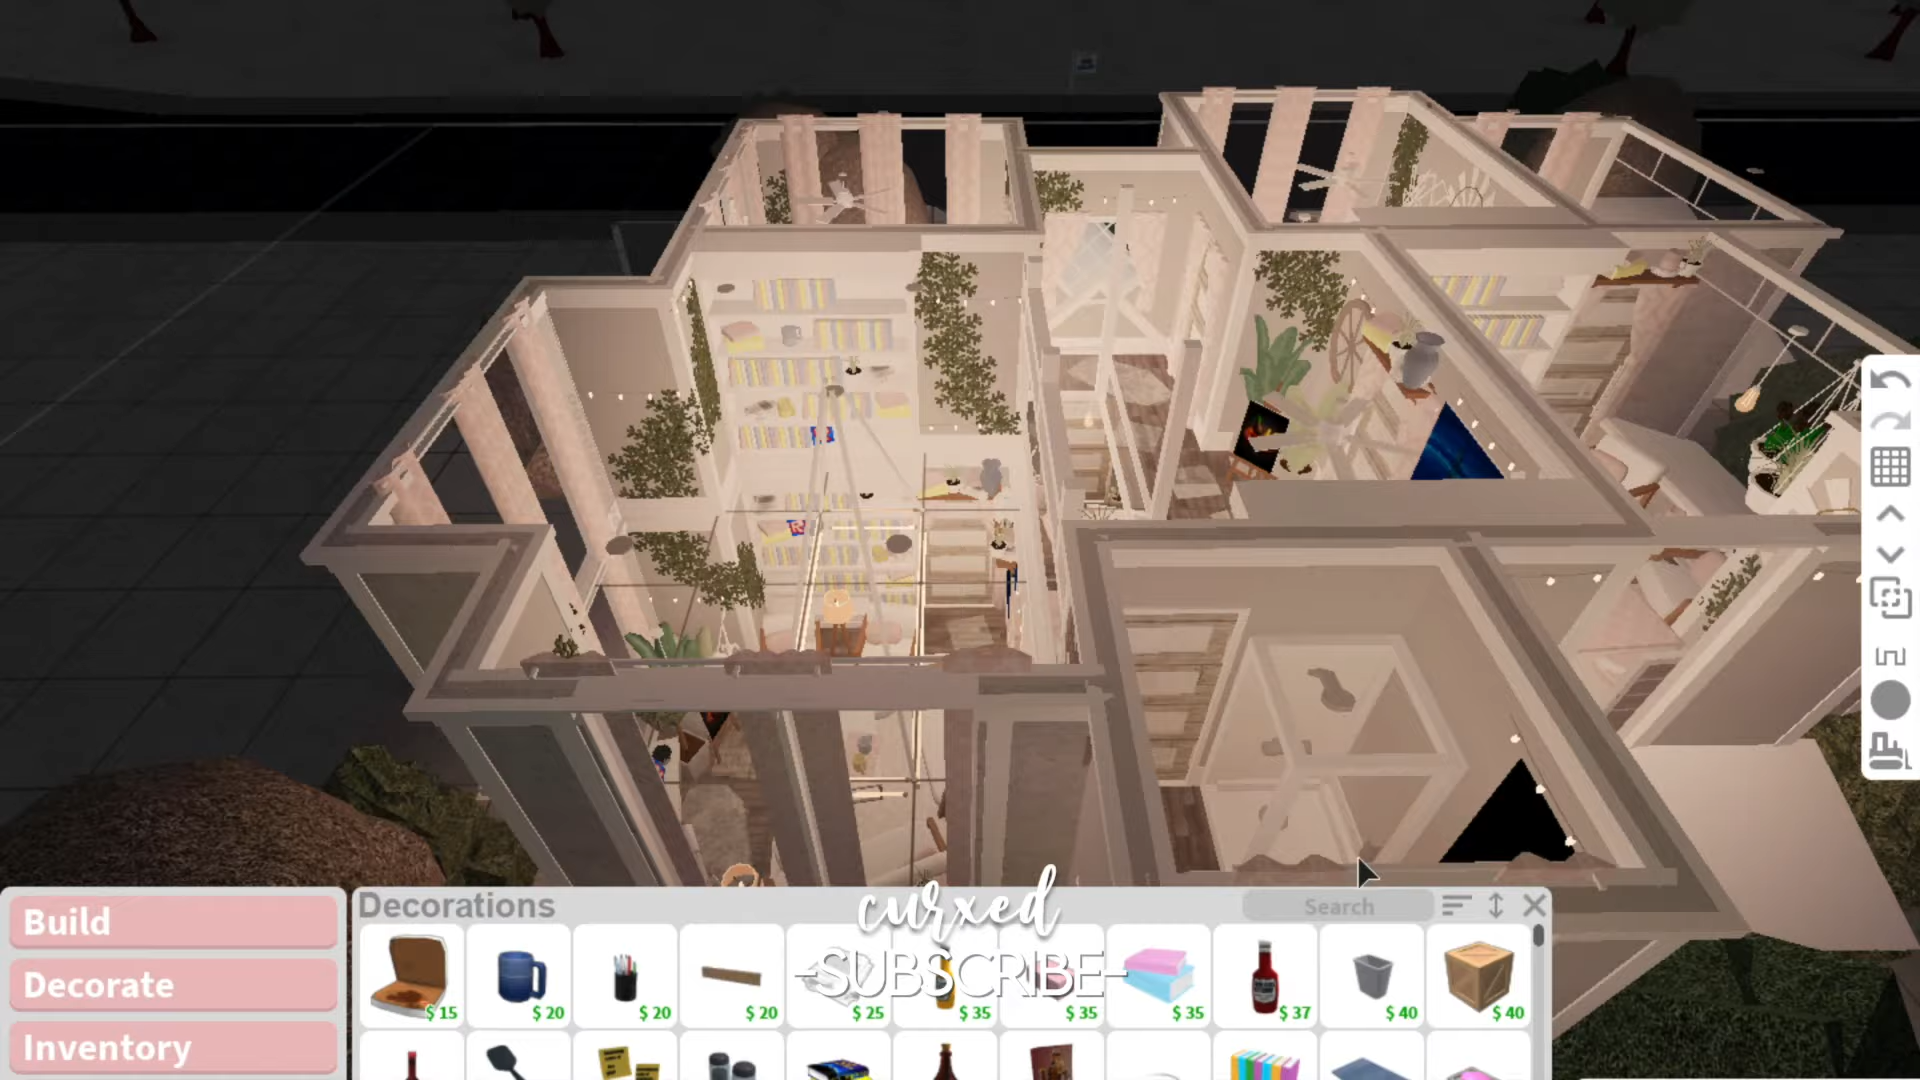 Build
Decorate
Inventory
Decorations
Search
curxed
-SUBSCRIBE-
$ 15
$ 20
$ 20
$ 20
$ 25
$ 35
$ 35
$ 35
$ 37
$ 40
$ 40